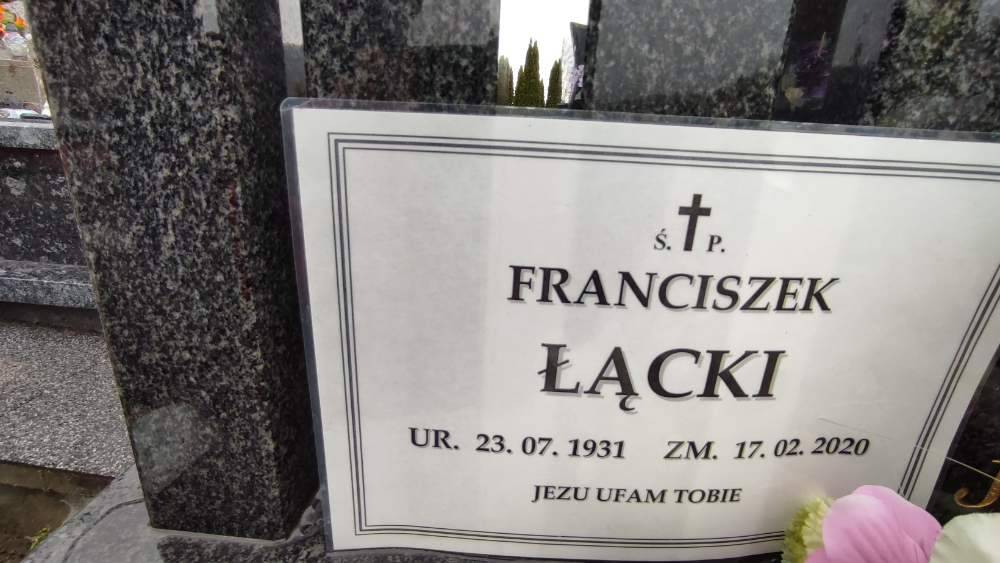 Ś. P.
FRANCISZEK
ŁĄCKI
UR. 23. 07. 1931 ZM. 17. 02. 2020
JEZU UFAM TOBIE